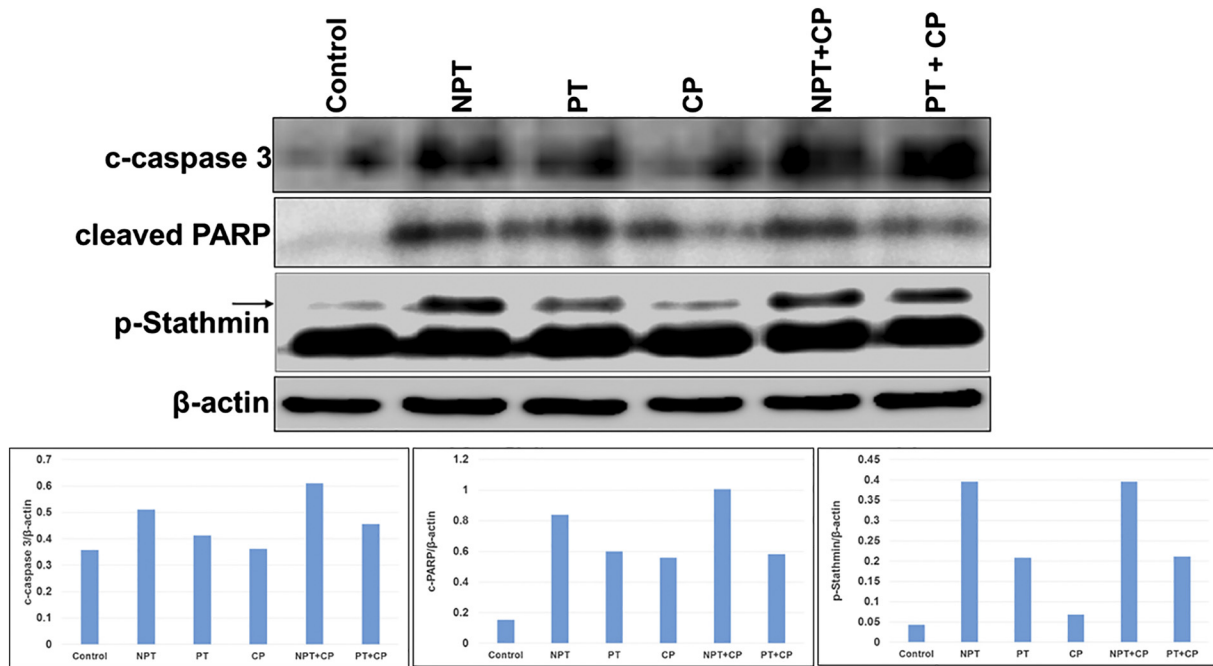 Control NPT PT CP NPT+CP PT + CP
c-caspase 3
cleaved PARP
p-Stathmin
β-actin
c-caspase 3/β-actin
0.7
0.6
0.5
0.4
0.3
0.2
0.1
0
Control NPT PT CP NPT+CP PT+CP
c-PARP/β-actin
1.2
1
0.8
0.6
0.4
0.2
0
Control NPT PT CP NPT+CP PT+CP
p-Stathmin/β-actin
0.45
0.4
0.35
0.3
0.25
0.2
0.15
0.1
0.05
0
Control NPT PT CP NPT+CP PT+CP